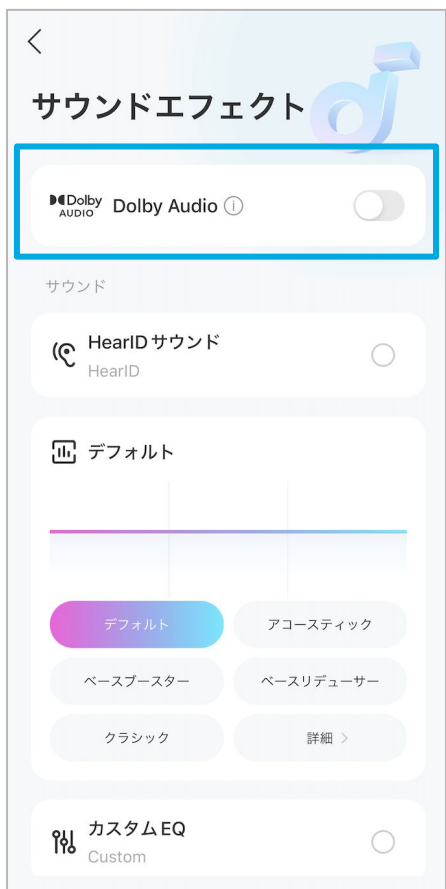 サウンドエフェクト
Dolby AUDIO Dolby Audio
サウンド
HearID サウンド
HearID
デフォルト
デフォルト
アコースティック
ベースブースター
ベースリデューサー
クラシック
詳細 >
カスタム EQ
Custom